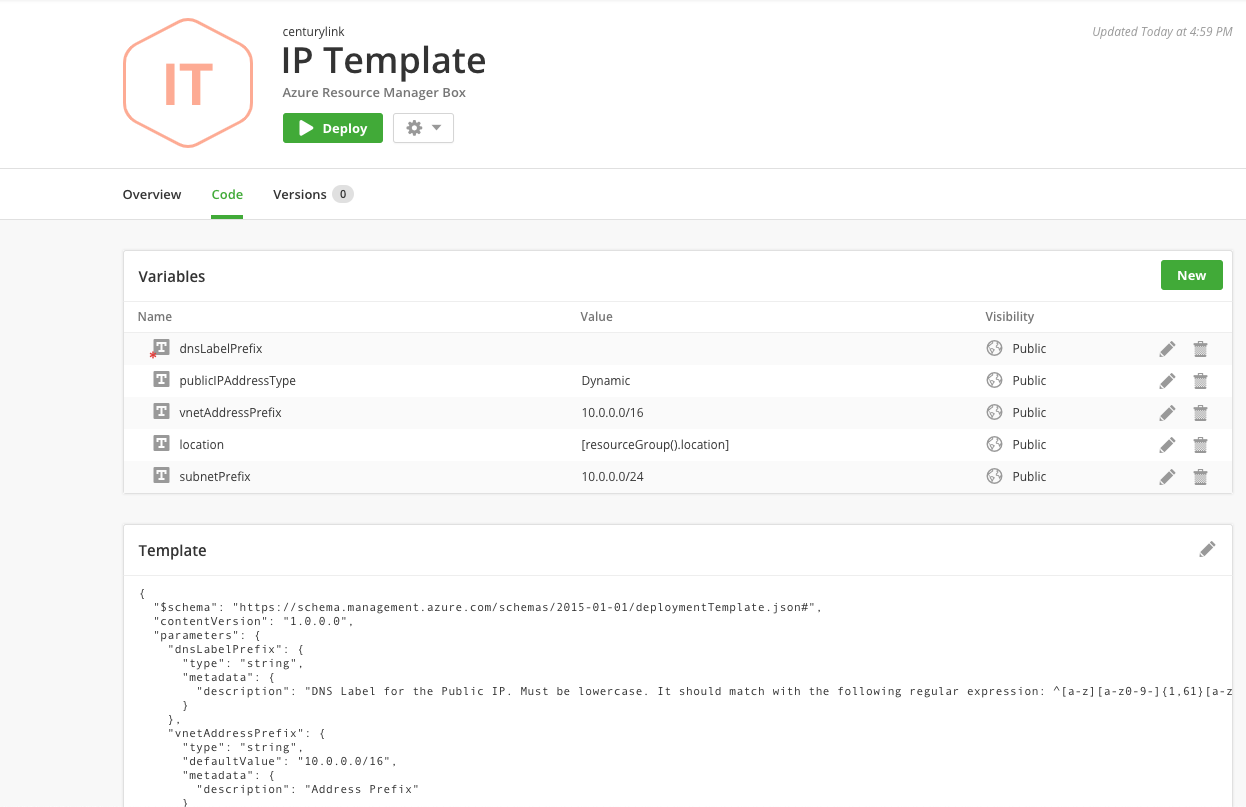 centurylink
Updated Today at 4:59 PM
IT
IP Template
Azure Resource Manager Box
Deploy
Overview Code Versions 0
Variables New
Name Value Visibility
* T dnsLabelPrefix Public
T publicIPAddressType Dynamic Public
T vnetAddressPrefix 10.0.0.0/16 Public
T location [resourceGroup().location] Public
T subnetPrefix 10.0.0.0/24 Public
Template
{
"$schema": "https://schema.management.azure.com/schemas/2015-01-01/deploymentTemplate.json#",
"contentVersion": "1.0.0.0",
"parameters": {
"dnsLabelPrefix": {
"type": "string",
"metadata": {
"description": "DNS Label for the Public IP. Must be lowercase. It should match with the following regular expression: ^[a-z][a-z0-9-]{1,61}[a-z
}
},
"vnetAddressPrefix": {
"type": "string",
"defaultValue": "10.0.0.0/16",
"metadata": {
"description": "Address Prefix"
}